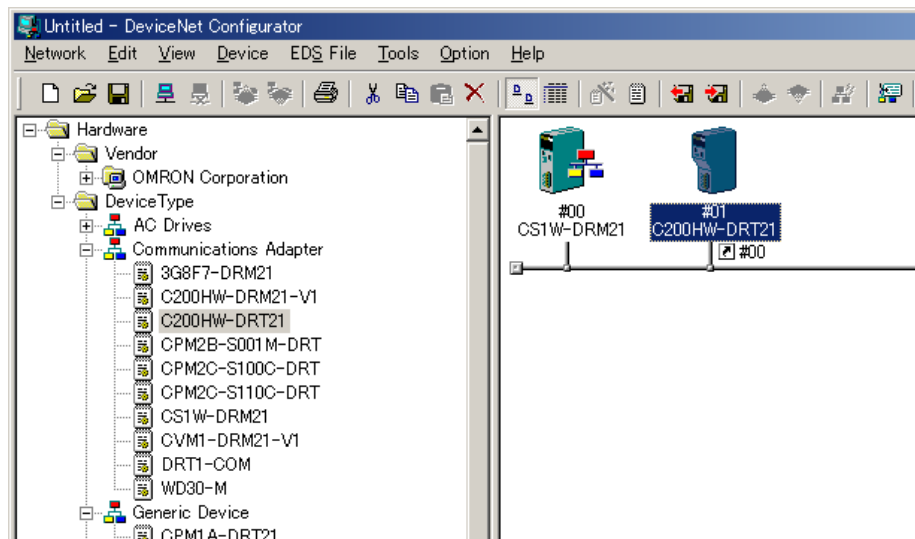 Untitled - DeviceNet Configurator
Network Edit View Device EDS File Tools Option Help
Hardware
Vendor
OMRON Corporation
DeviceType
AC Drives
Communications Adapter
3G8F7-DRM21
C200HW-DRM21-V1
C200HW-DRT21
CPM2B-S001M-DRT
CPM2C-S100C-DRT
CPM2C-S110C-DRT
CS1W-DRM21
CVM1-DRM21-V1
DRT1-COM
WD30-M
Generic Device
CPM1A-DRT21
#00
CS1W-DRM21
#01
C200HW-DRT21
#00